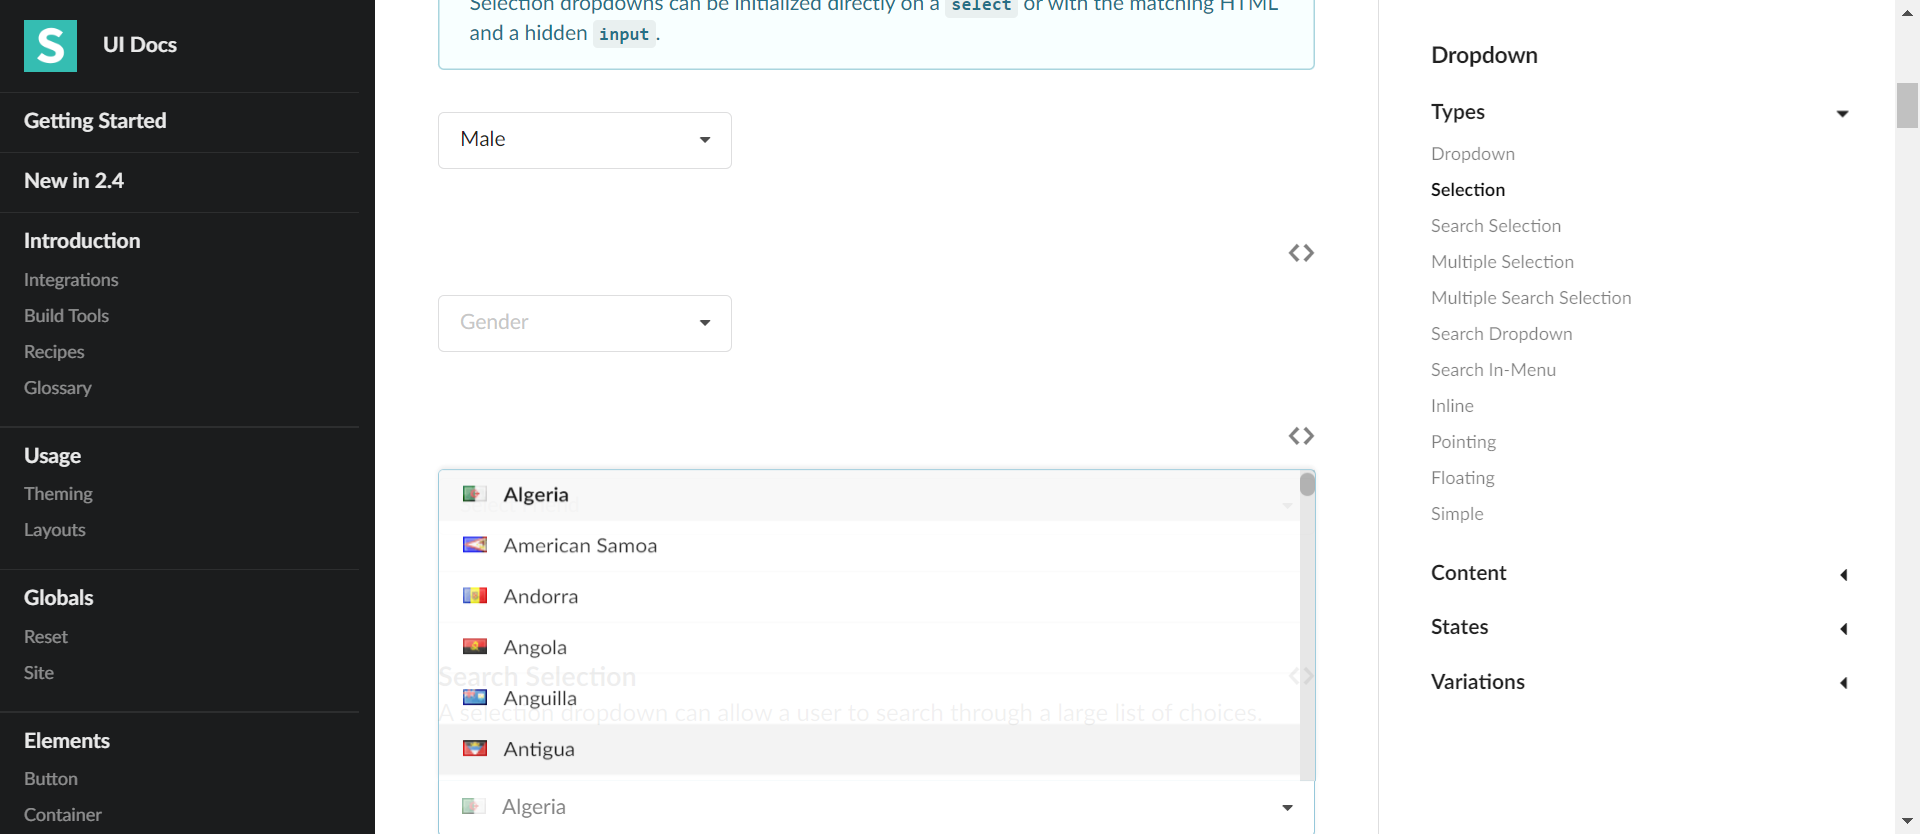 S UI Docs
Getting Started
New in 2.4
Introduction
Integrations
Build Tools
Recipes
Glossary
Usage
Theming
Layouts
Globals
Reset
Site
Elements
Button
Container
Selection dropdowns can be initialized directly on a select or with the matching HTML
and a hidden input.
Male
Gender
Algeria
Select Friend
American Samoa
Andorra
Angola
Search Selection
Anguilla
A selection dropdown can allow a user to search through a large list of choices.
Antigua
Algeria
Dropdown
Types
Dropdown
Selection
Search Selection
Multiple Selection
Multiple Search Selection
Search Dropdown
Search In-Menu
Inline
Pointing
Floating
Simple
Content
States
Variations